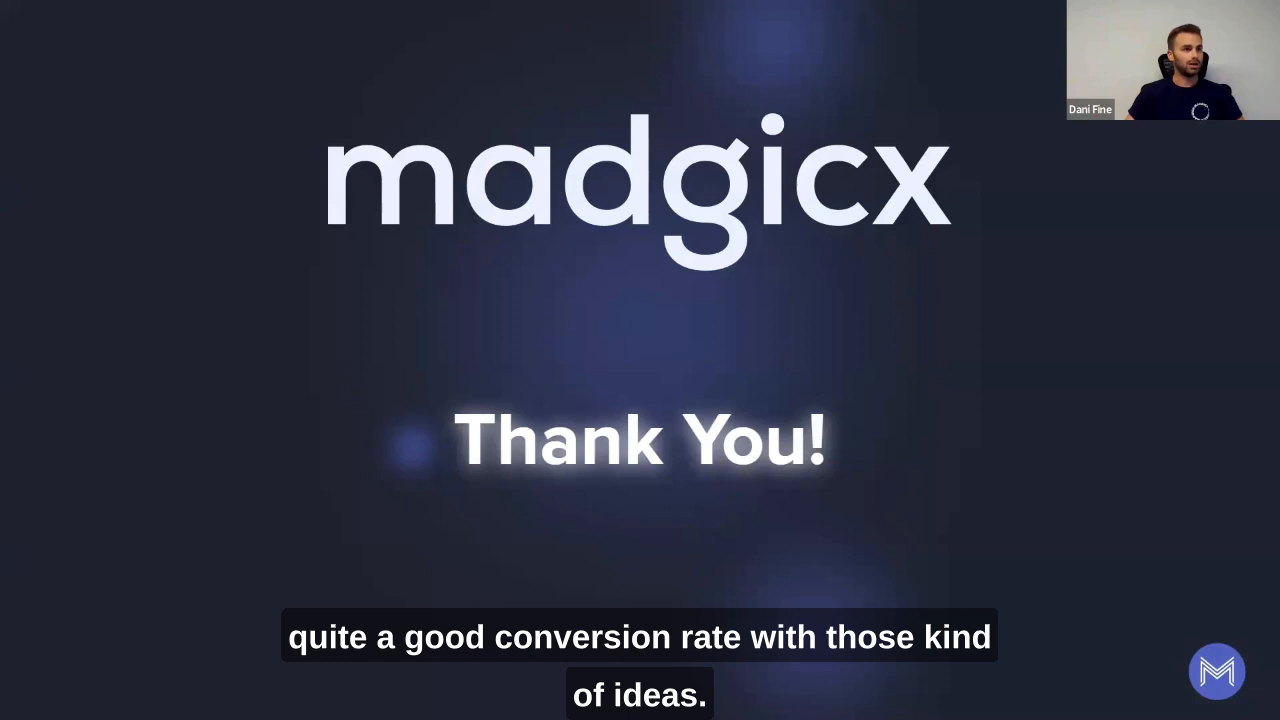 Dani Fine
madgicx
Thank You!
quite a good conversion rate with those kind
of ideas.